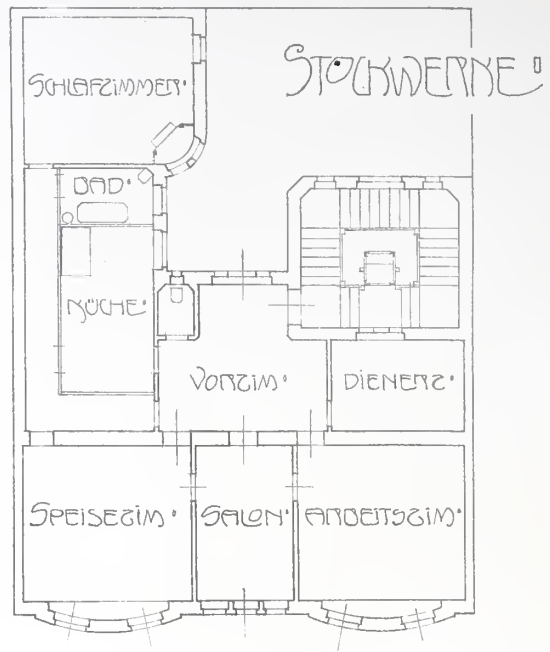 STOCKWERKE
SCHLAFZIMMER
BAD
KÜCHE
VORZIM.
DIENERZ.
SPEISEZIM.
SALON
ARBEITSZIM.